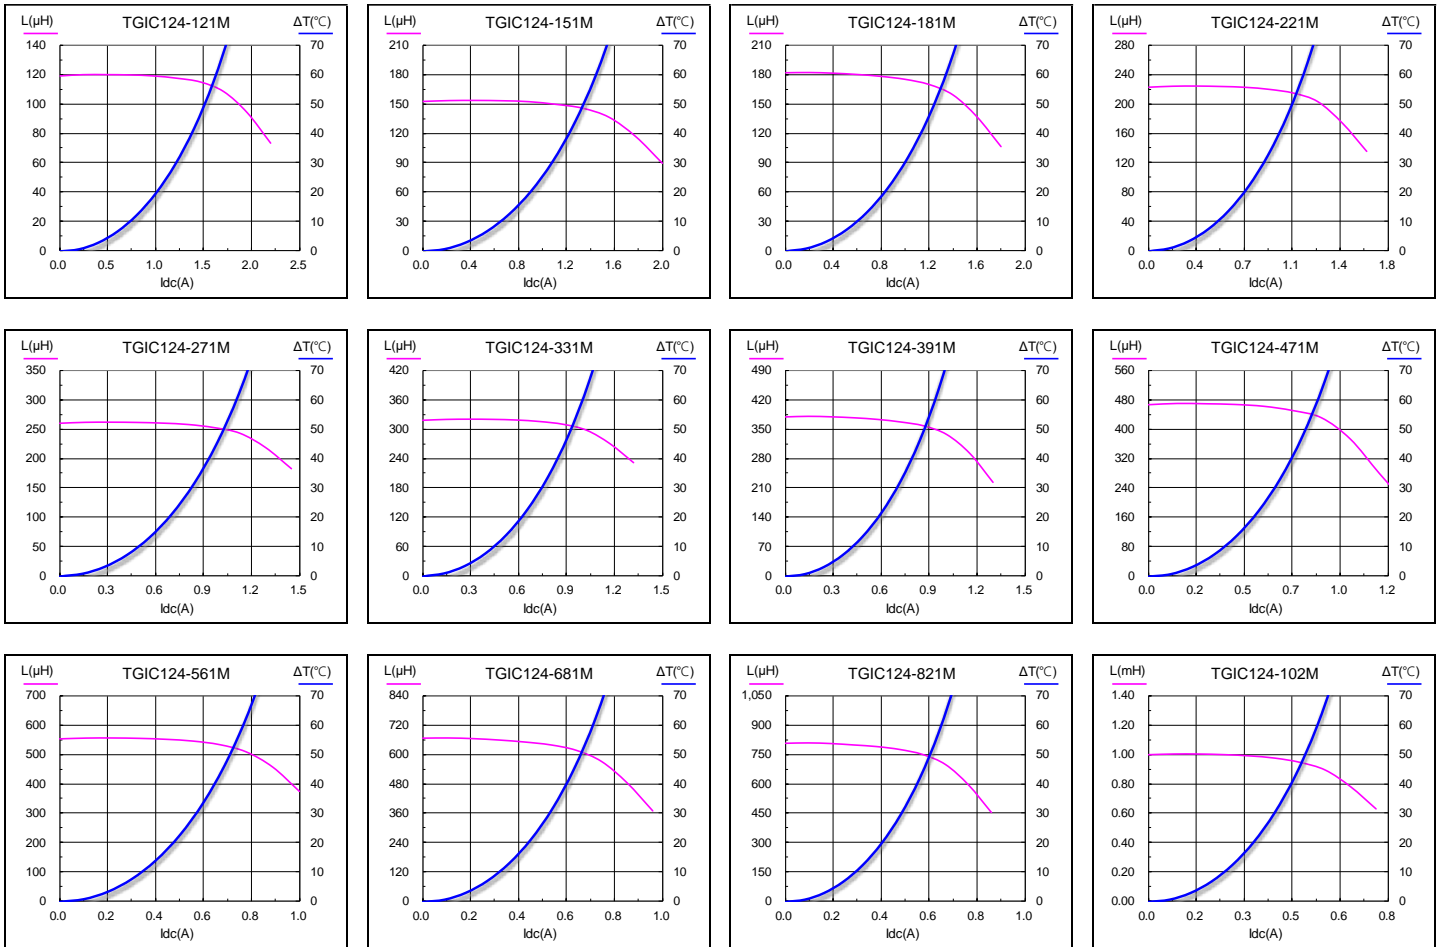 L(μH) TGIC124-121M ΔT(℃)
140 70
120 60
100 50
80 40
60 30
40 20
20 10
0 0
0.0 0.5 1.0 1.5 2.0 2.5
Idc(A)
L(μH) TGIC124-151M ΔT(℃)
210 70
180 60
150 50
120 40
90 30
60 20
30 10
0 0
0.0 0.4 0.8 1.2 1.6 2.0
Idc(A)
L(μH) TGIC124-181M ΔT(℃)
210 70
180 60
150 50
120 40
90 30
60 20
30 10
0 0
0.0 0.4 0.8 1.2 1.6 2.0
Idc(A)
L(μH) TGIC124-221M ΔT(℃)
280 70
240 60
200 50
160 40
120 30
80 20
40 10
0 0
0.0 0.4 0.7 1.1 1.4 1.8
Idc(A)
L(μH) TGIC124-271M ΔT(℃)
350 70
300 60
250 50
200 40
150 30
100 20
50 10
0 0
0.0 0.3 0.6 0.9 1.2 1.5
Idc(A)
L(μH) TGIC124-331M ΔT(℃)
420 70
360 60
300 50
240 40
180 30
120 20
60 10
0 0
0.0 0.3 0.6 0.9 1.2 1.5
Idc(A)
L(μH) TGIC124-391M ΔT(℃)
490 70
420 60
350 50
280 40
210 30
140 20
70 10
0 0
0.0 0.3 0.6 0.9 1.2 1.5
Idc(A)
L(μH) TGIC124-471M ΔT(℃)
560 70
480 60
400 50
320 40
240 30
160 20
80 10
0 0
0.0 0.2 0.5 0.7 1.0 1.2
Idc(A)
L(μH) TGIC124-561M ΔT(℃)
700 70
600 60
500 50
400 40
300 30
200 20
100 10
0 0
0.0 0.2 0.4 0.6 0.8 1.0
Idc(A)
L(μH) TGIC124-681M ΔT(℃)
840 70
720 60
600 50
480 40
360 30
240 20
120 10
0 0
0.0 0.2 0.4 0.6 0.8 1.0
Idc(A)
L(μH) TGIC124-821M ΔT(℃)
1,050 70
900 60
750 50
600 40
450 30
300 20
150 10
0 0
0.0 0.2 0.4 0.6 0.8 1.0
Idc(A)
L(mH) TGIC124-102M ΔT(℃)
1.40 70
1.20 60
1.00 50
0.80 40
0.60 30
0.40 20
0.20 10
0.00 0
0.0 0.2 0.3 0.5 0.6 0.8
Idc(A)